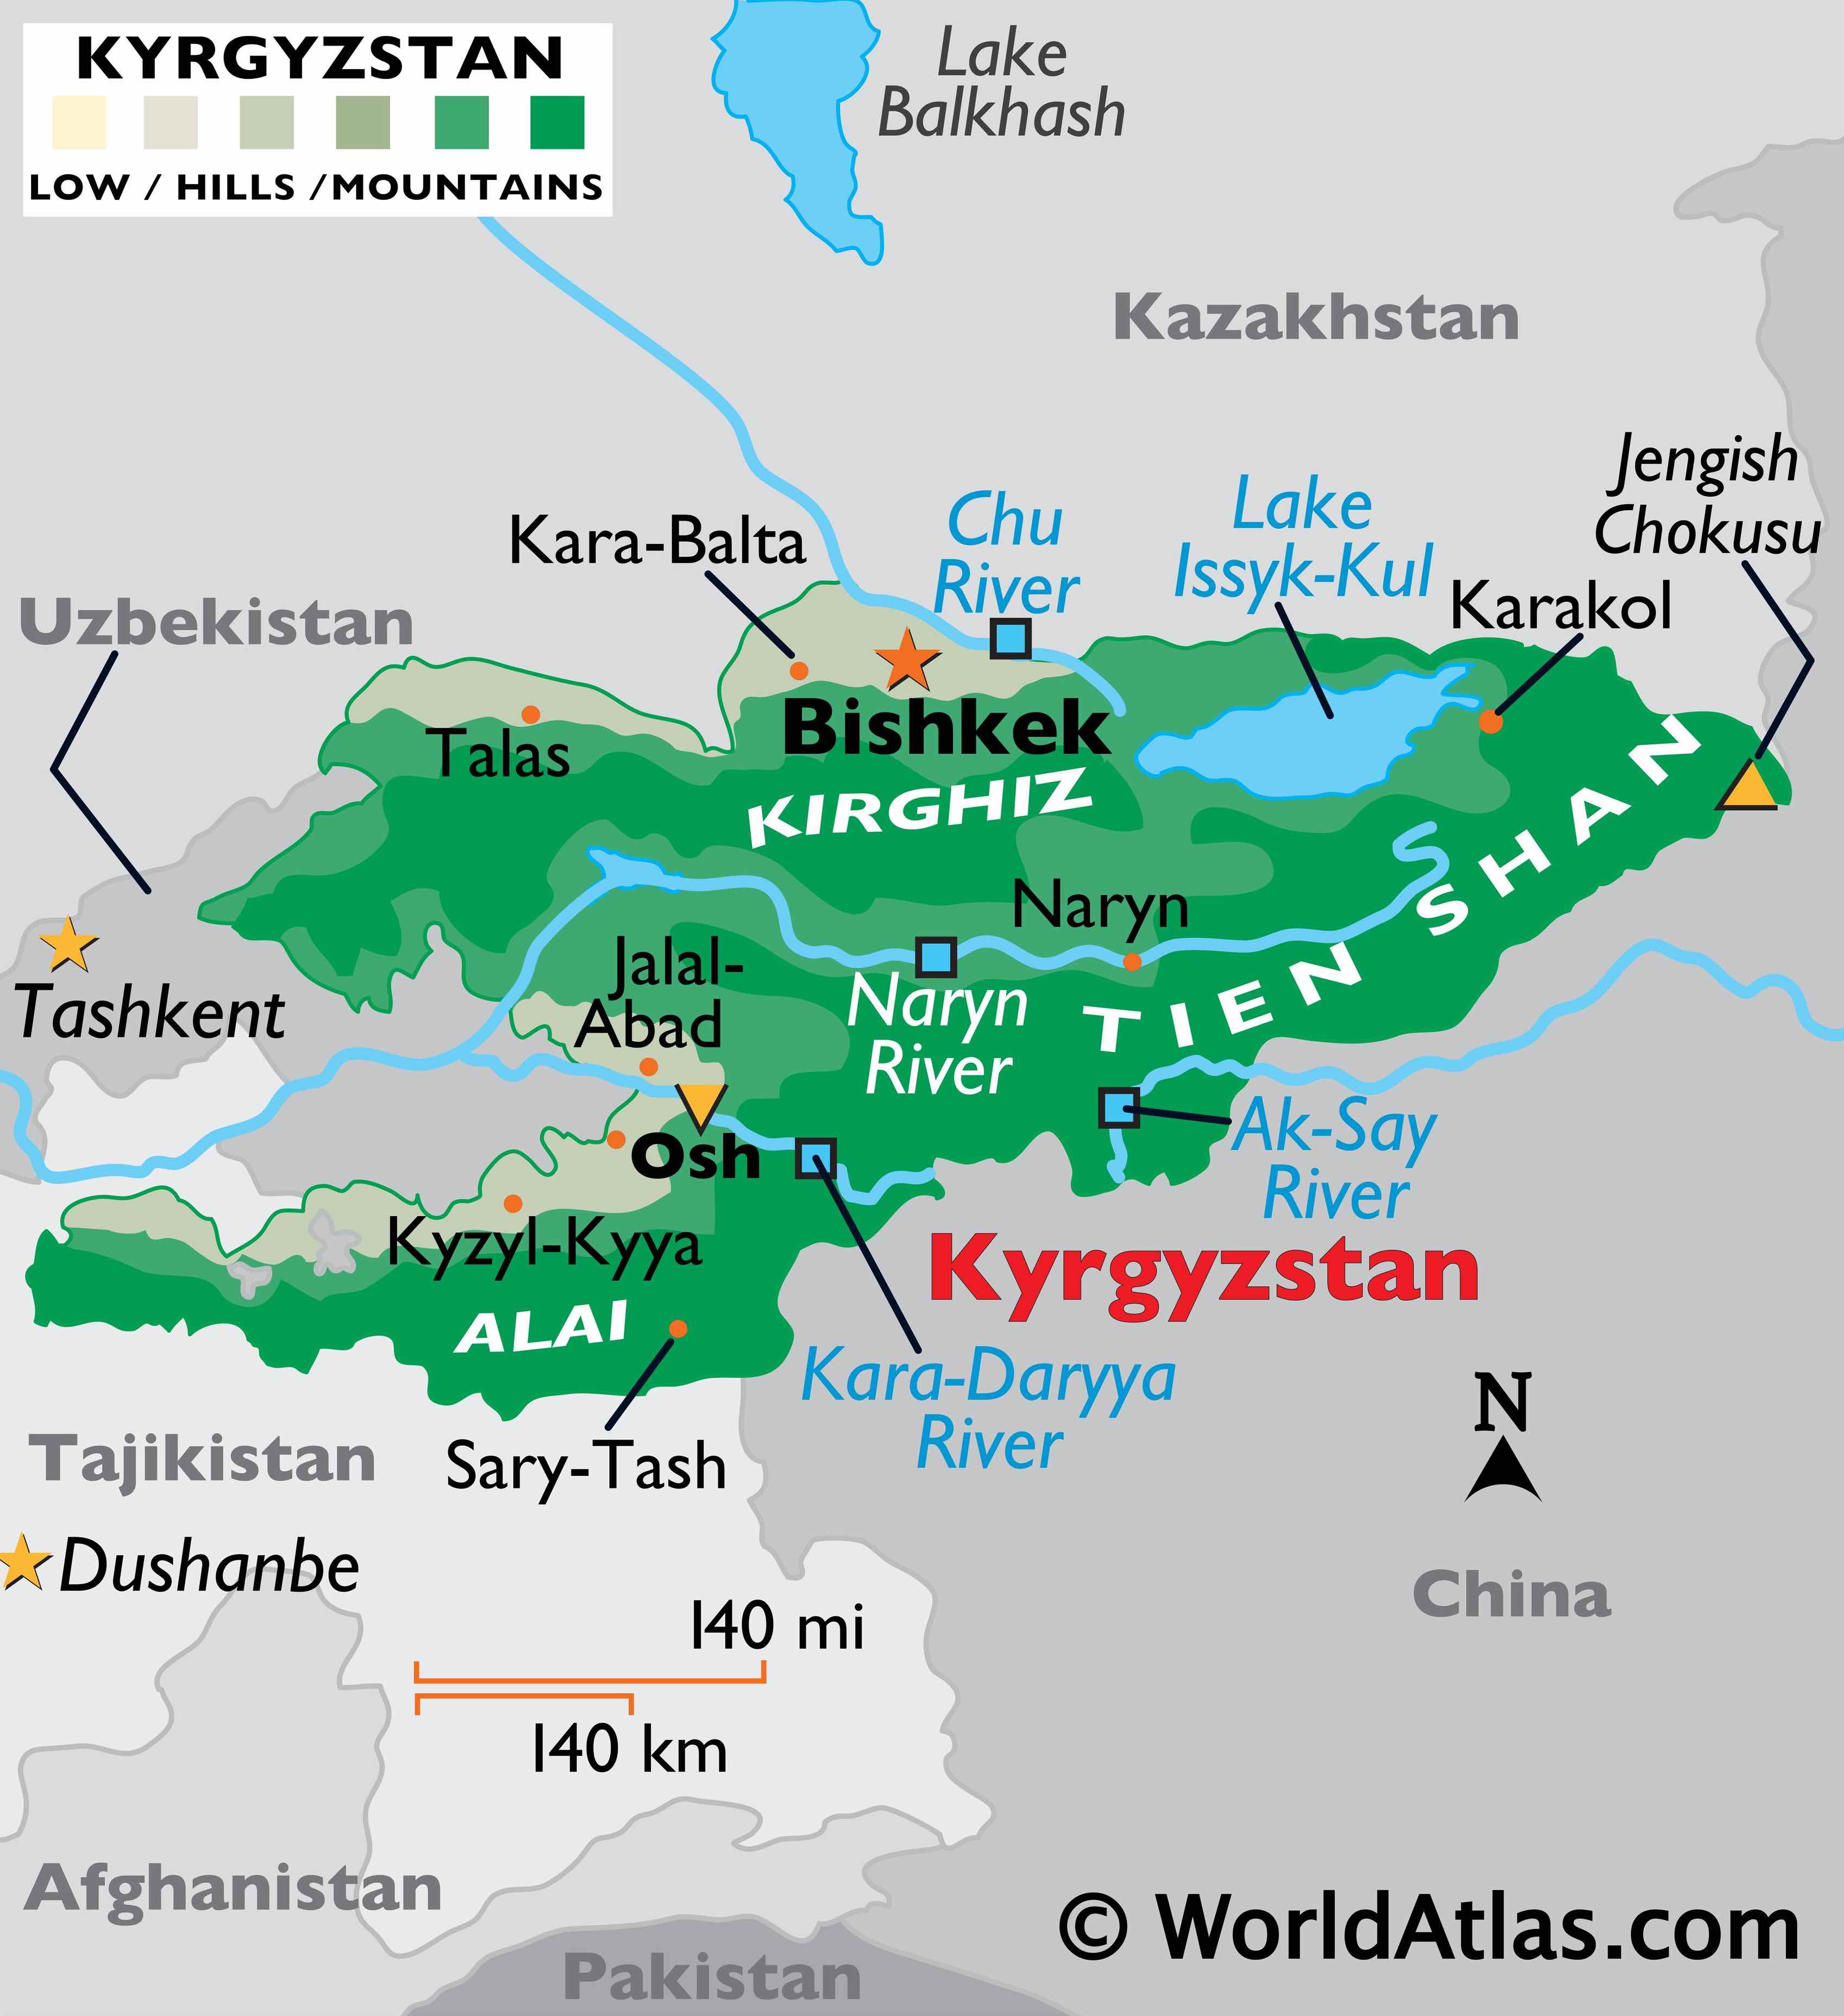 KYRGYZSTAN
LOW / HILLS /MOUNTAINS
Lake
Balkhash
Kazakhstan
Jengish
Chokusu
Lake
Issyk-Kul
Chu
River
Kara-Balta
Karakol
Uzbekistan
Talas
Bishkek
KIRGHIZ
TIEN SHAN
Naryn
Jalal-
Abad
Naryn
River
Tashkent
Ak-Say
River
Osh
Kyzyl-Kyya
Kyrgyzstan
ALAI
Kara-Daryya
River
N
Tajikistan
Sary-Tash
Dushanbe
China
140 mi
140 km
Afghanistan
Pakistan
© WorldAtlas.com